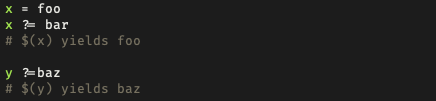 x = foo
x ?= bar
# $(x) yields foo

y ?=baz
# $(y) yields baz